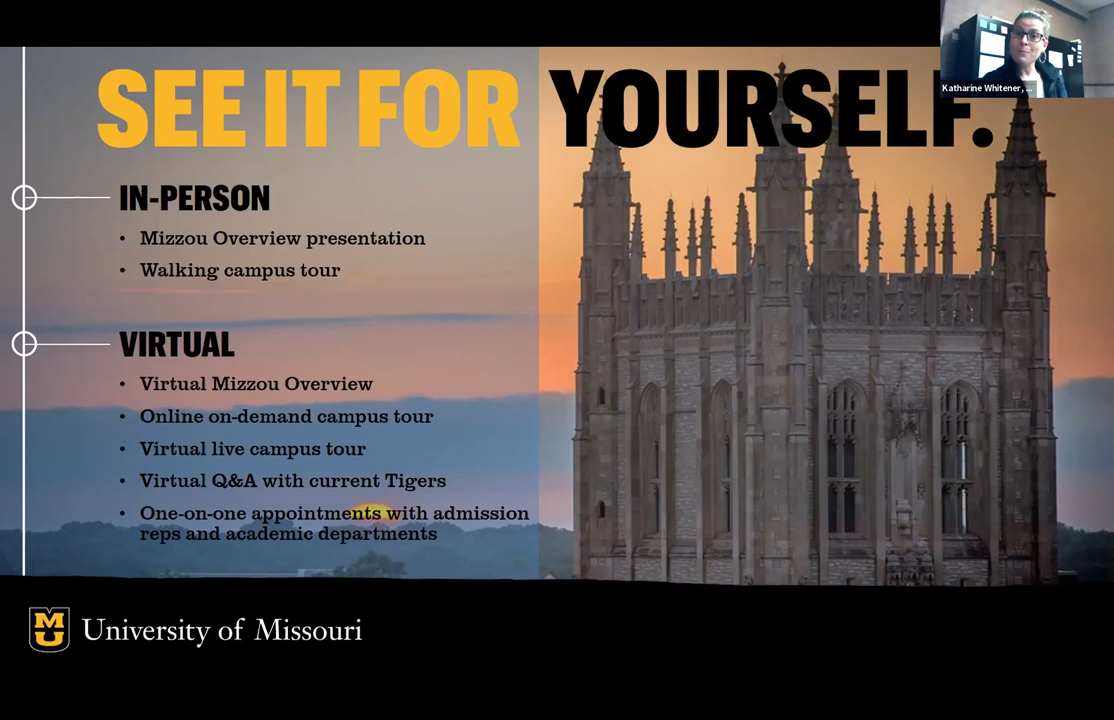 Katharine Whitener, ...
SEE IT FOR YOURSELF.
IN-PERSON
• Mizzou Overview presentation
• Walking campus tour
VIRTUAL
• Virtual Mizzou Overview
• Online on-demand campus tour
• Virtual live campus tour
• Virtual Q&A with current Tigers
• One-on-one appointments with admission
reps and academic departments
MU
University of Missouri